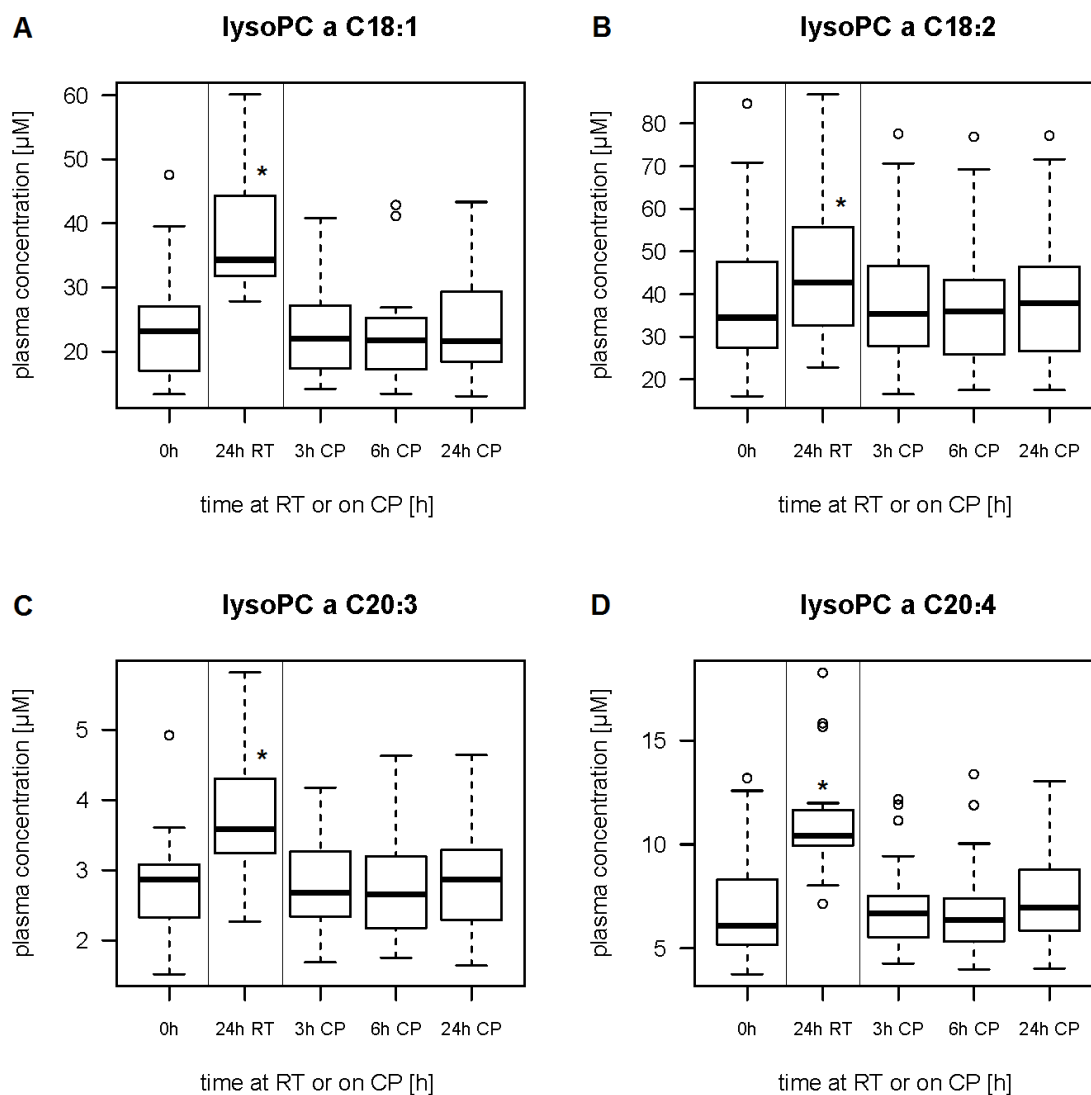 A
lysoPC a C18:1
plasma concentration [µM]
60
50
40
30
20
*
0h
24h RT
3h CP
6h CP
24h CP
time at RT or on CP [h]
B
lysoPC a C18:2
plasma concentration [µM]
80
70
60
50
40
30
20
*
0h
24h RT
3h CP
6h CP
24h CP
time at RT or on CP [h]
C
lysoPC a C20:3
plasma concentration [µM]
5
4
3
2
*
0h
24h RT
3h CP
6h CP
24h CP
time at RT or on CP [h]
D
lysoPC a C20:4
plasma concentration [µM]
15
10
5
*
0h
24h RT
3h CP
6h CP
24h CP
time at RT or on CP [h]